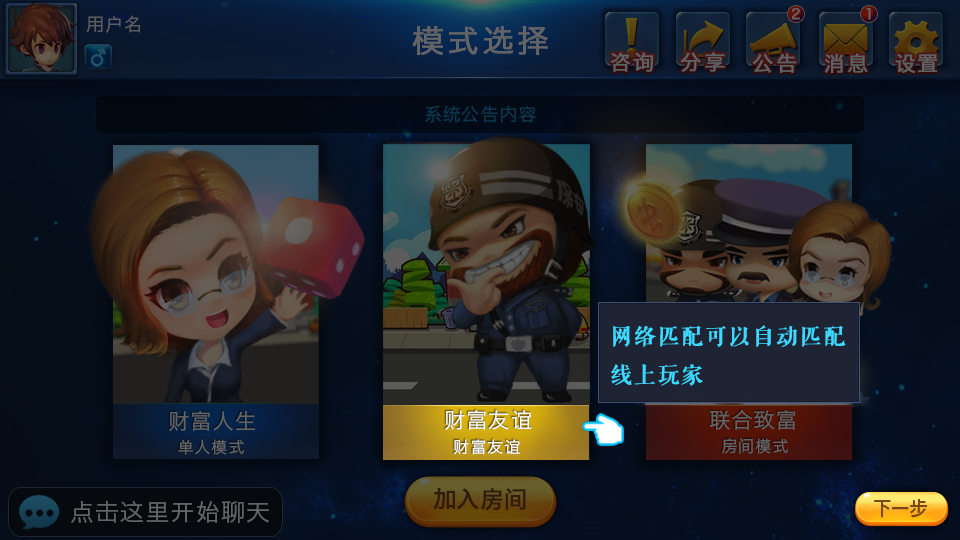 用户名
模式选择
咨询
分享
2
公告
1
消息
设置
系统公告内容
保甘
财富人生
单人模式
财富友谊
财富友谊
网络匹配可以自动匹配
线上玩家
联合致富
房间模式
点击这里开始聊天
加入房间
下一步